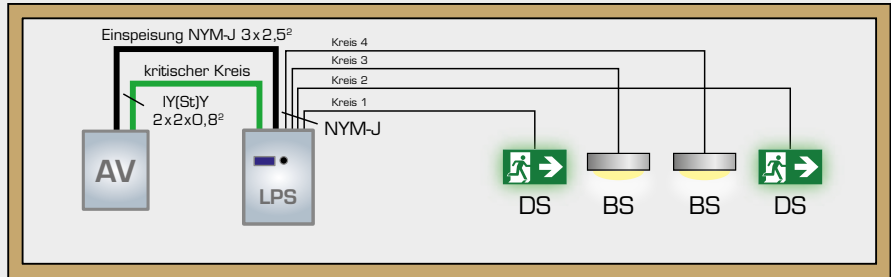 Einspeisung NYM-J 3x2,5²
kritischer Kreis
IY(St)Y
2x2x0,8²
Kreis 4
Kreis 3
Kreis 2
Kreis 1
NYM-J
AV
LPS
DS
BS
BS
DS